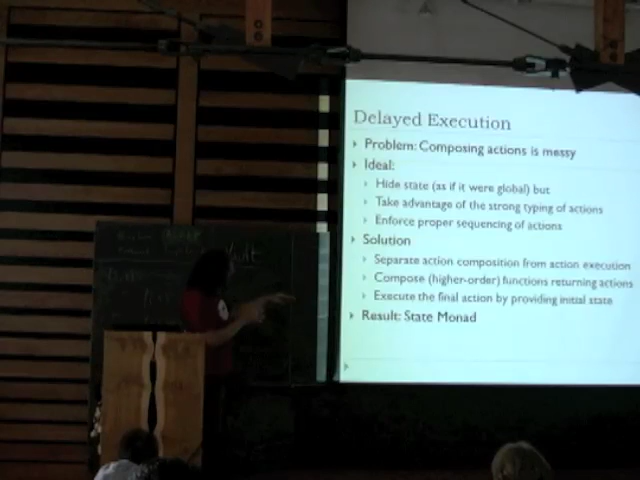 Delayed Execution
Problem: Composing actions is messy
Ideal:
Hide state (as if it were global) but
Take advantage of the strong typing of actions
Enforce proper sequencing of actions
Solution
Separate action composition from action execution
Compose (higher-order) functions returning actions
Execute the final action by providing initial state
Result: State Monad